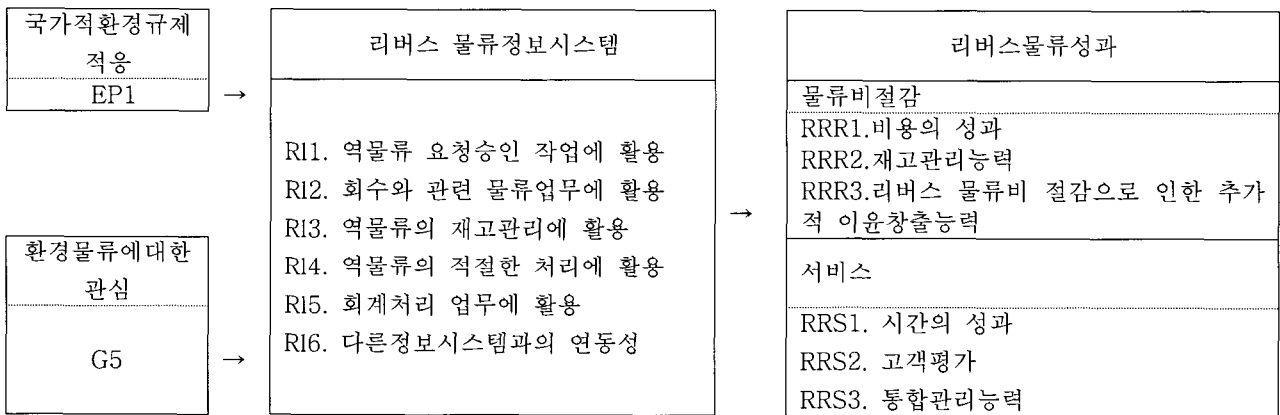 국가적환경규제
적응
EP1
→
환경물류에대한
관심
G5
→
리버스 물류정보시스템
RI1. 역물류 요청승인 작업에 활용
RI2. 회수와 관련 물류업무에 활용
RI3. 역물류의 재고관리에 활용
RI4. 역물류의 적절한 처리에 활용
RI5. 회계처리 업무에 활용
RI6. 다른정보시스템과의 연동성
→
리버스물류성과
물류비절감
RRR1.비용의 성과
RRR2.재고관리능력
RRR3.리버스 물류비 절감으로 인한 추가
적 이윤창출능력
서비스
RRS1. 시간의 성과
RRS2. 고객평가
RRS3. 통합관리능력